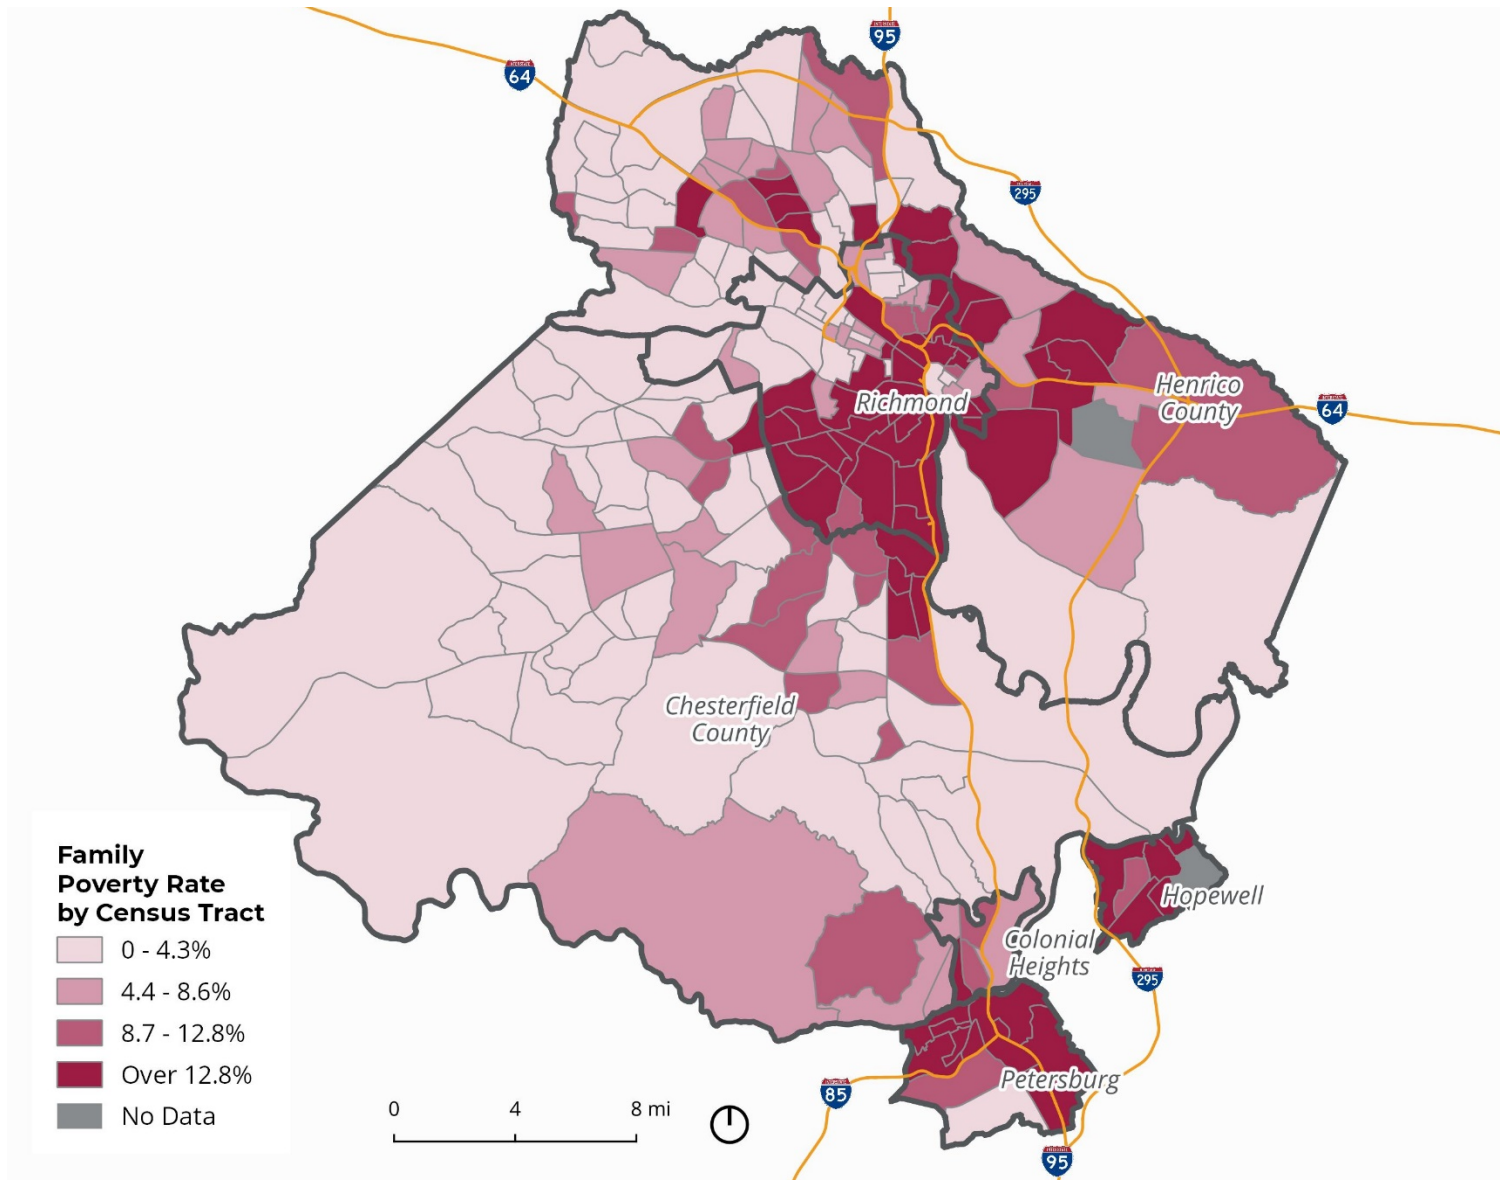 95
64
295
Henrico
County
64
Richmond
Chesterfield
County
Family
Poverty Rate
by Census Tract
0 - 4.3%
4.4 - 8.6%
8.7 - 12.8%
Over 12.8%
No Data
Hopewell
Colonial
Heights
295
Petersburg
85
0 4 8 mi
95